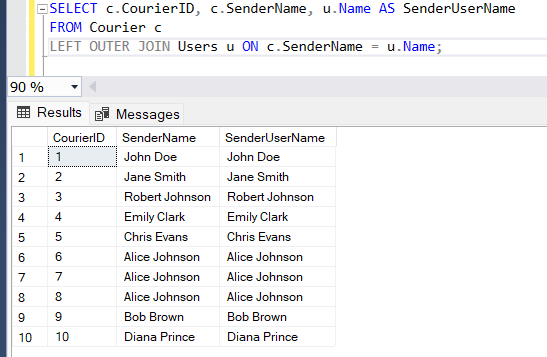 SELECT c.CourierID, c.SenderName, u.Name AS SenderUserName
FROM Courier c
LEFT OUTER JOIN Users u ON c.SenderName = u.Name;
90 %
Results Messages
CourierID SenderName SenderUserName
1 1 John Doe John Doe
2 2 Jane Smith Jane Smith
3 3 Robert Johnson Robert Johnson
4 4 Emily Clark Emily Clark
5 5 Chris Evans Chris Evans
6 6 Alice Johnson Alice Johnson
7 7 Alice Johnson Alice Johnson
8 8 Alice Johnson Alice Johnson
9 9 Bob Brown Bob Brown
10 10 Diana Prince Diana Prince